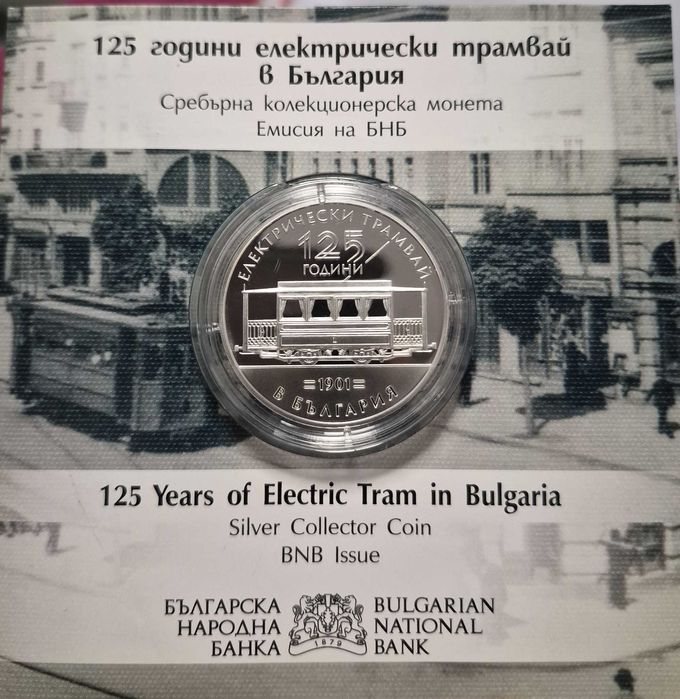 125 години електрически трамвай
в България
Сребърна колекционерска монета
Емисия на БНБ
ЕЛЕКТРИЧЕСКИ ТРАМВАЙ
125
ГОДИНИ
1901
В БЪЛГАРИЯ
125 Years of Electric Tram in Bulgaria
Silver Collector Coin
BNB Issue
БЪЛГАРСКА
НАРОДНА
БАНКА
1879
BULGARIAN
NATIONAL
BANK